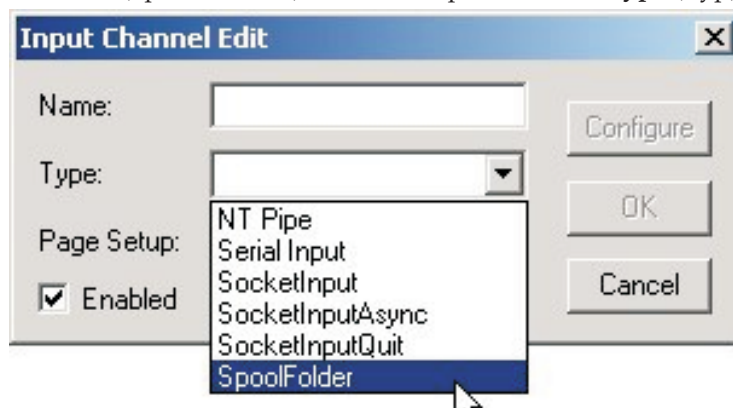 Input Channel Edit
Name:
Configure
Type:
NT Pipe
OK
Page Setup:
Serial Input
SocketInput
Enabled
Cancel
SocketInputAsync
SocketInputQuit
SpoolFolder